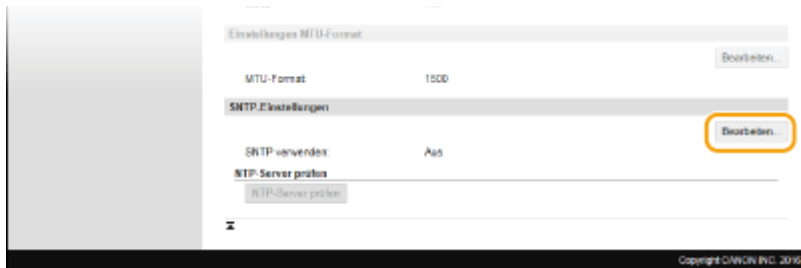 Einstellungen MTU-Format
Bearbeiten...
MTU-Format 1500
SNTP-Einstellungen
Bearbeiten...
SNTP verwenden: Aus
NTP-Server prüfen
NTP-Server prüfen
Copyright CANON INC. 2016